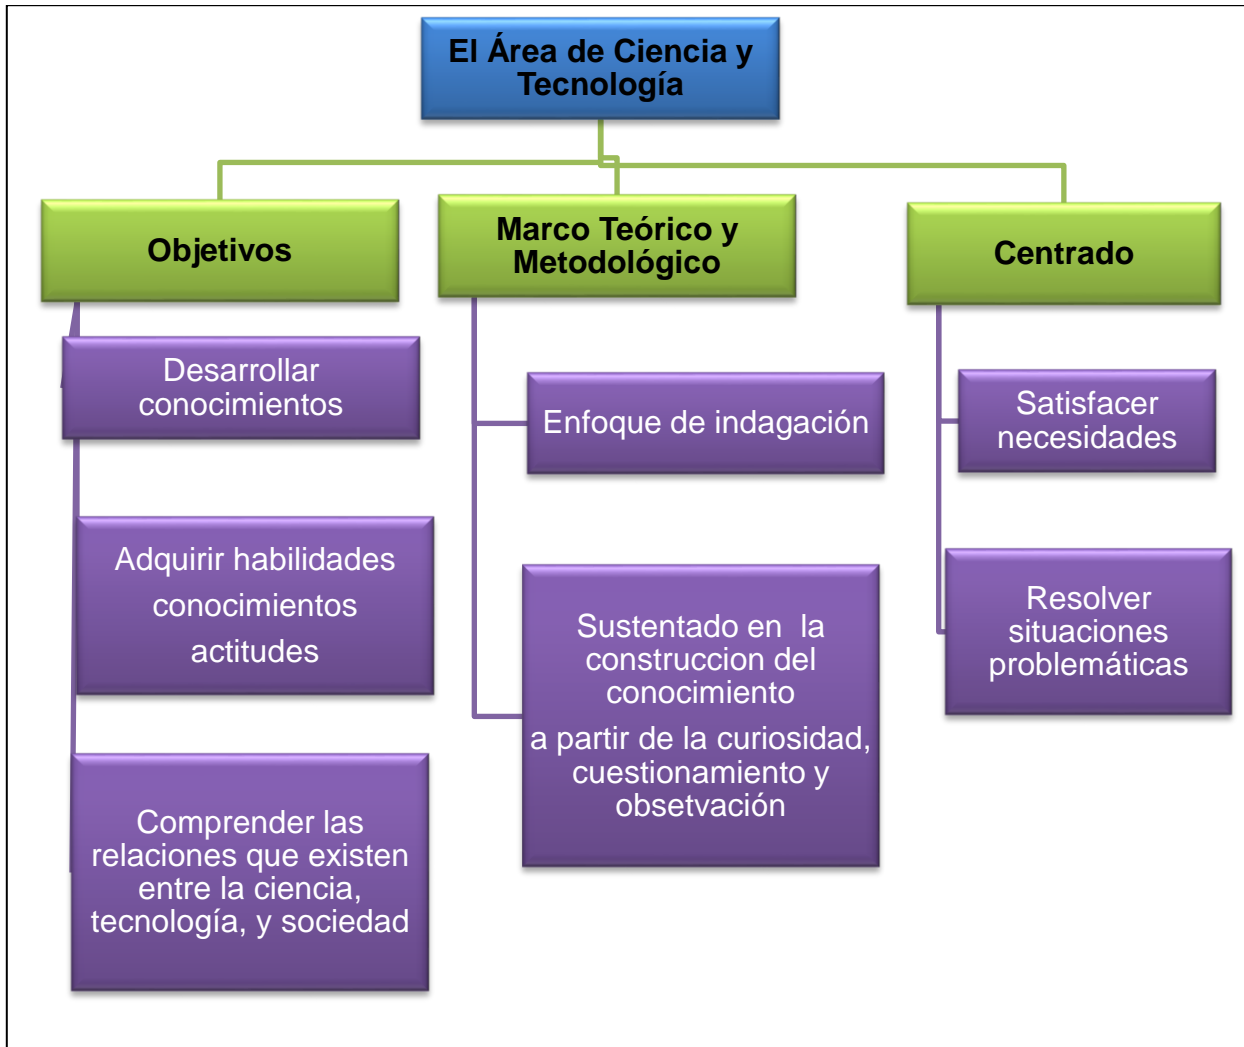 El Área de Ciencia y
Tecnología
Objetivos
Desarrollar
conocimientos
Adquirir habilidades
conocimientos
actitudes
Comprender las
relaciones que existen
entre la ciencia,
tecnología, y sociedad
Marco Teórico y
Metodológico
Enfoque de indagación
Sustentado en  la
construccion del
conocimiento
a partir de la curiosidad,
cuestionamiento y
obsetvación
Centrado
Satisfacer
necesidades
Resolver
situaciones
problemáticas